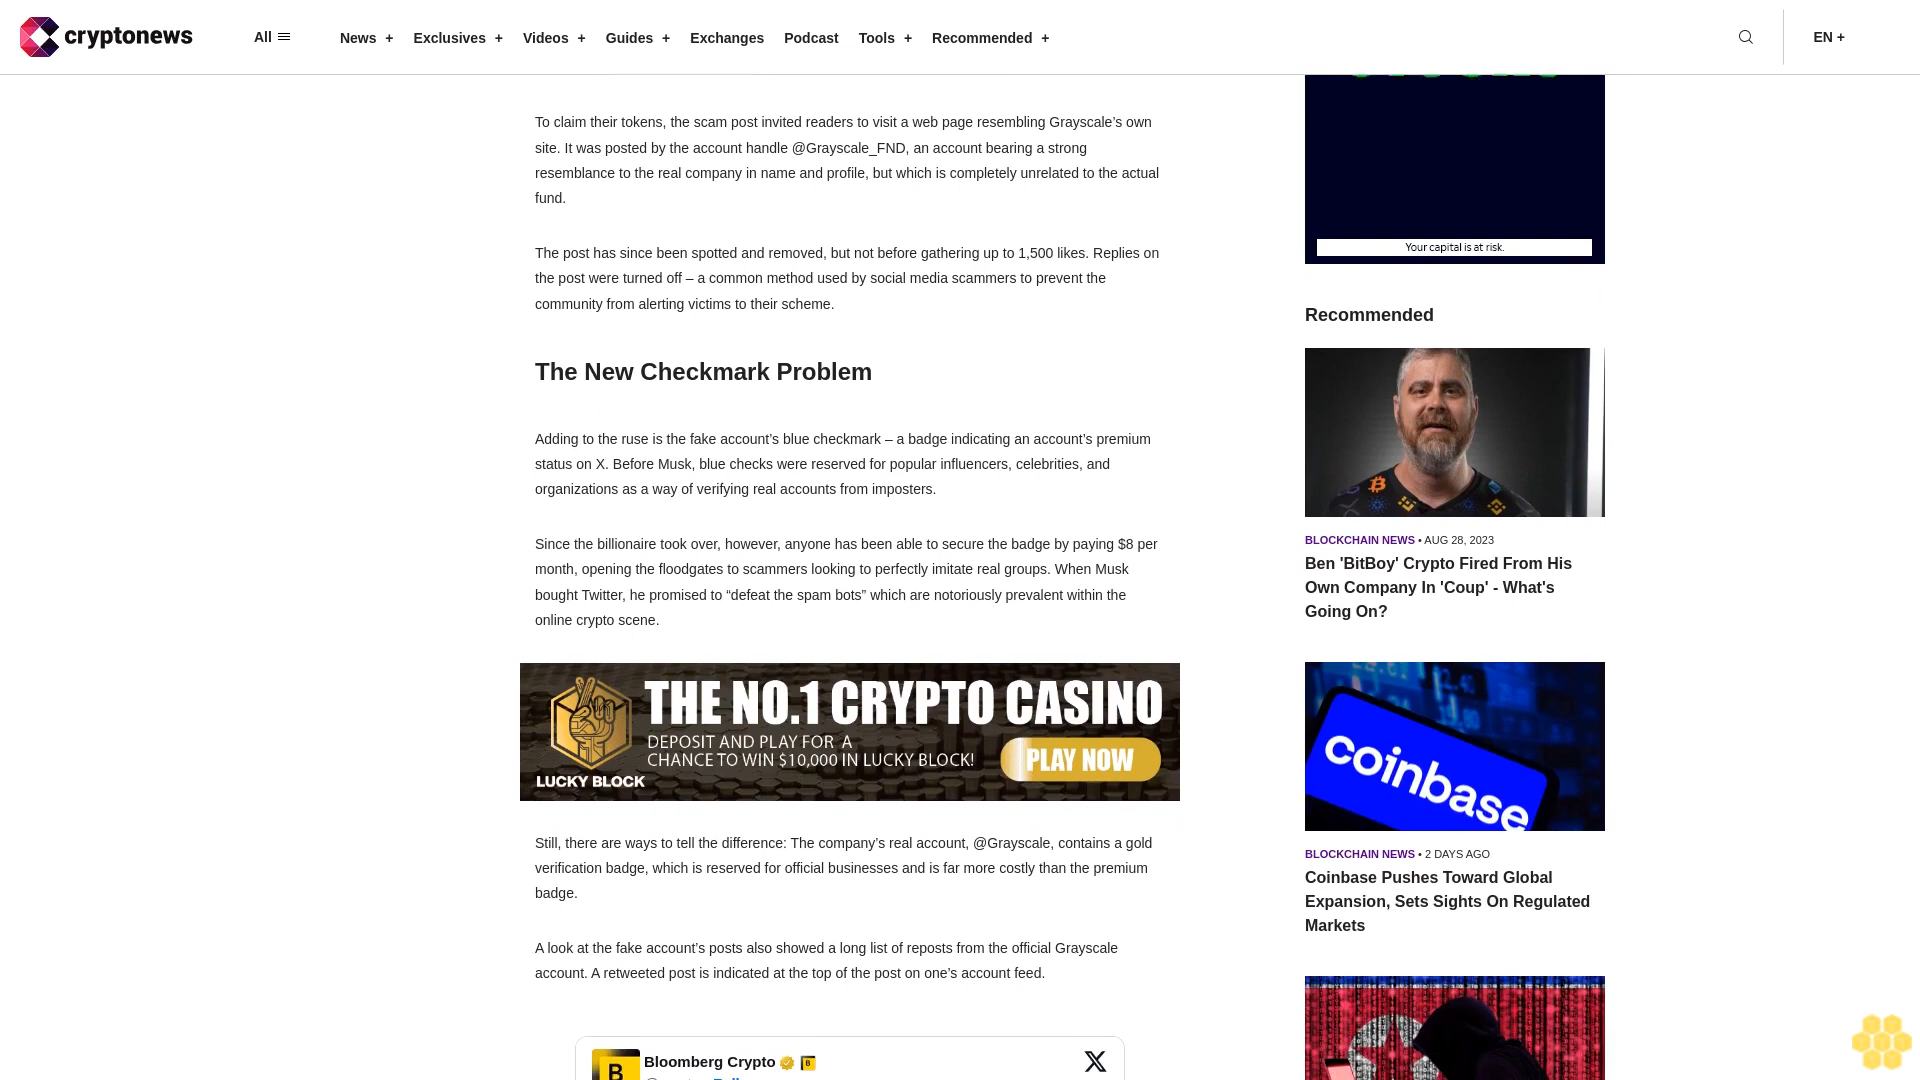 cryptonews
All
News +
Exclusives +
Videos +
Guides +
Exchanges
Podcast
Tools +
Recommended +
EN +
To claim their tokens, the scam post invited readers to visit a web page resembling Grayscale’s own
site. It was posted by the account handle @Grayscale_FND, an account bearing a strong
resemblance to the real company in name and profile, but which is completely unrelated to the actual
fund.
The post has since been spotted and removed, but not before gathering up to 1,500 likes. Replies on
the post were turned off – a common method used by social media scammers to prevent the
community from alerting victims to their scheme.
The New Checkmark Problem
Adding to the ruse is the fake account’s blue checkmark – a badge indicating an account’s premium
status on X. Before Musk, blue checks were reserved for popular influencers, celebrities, and
organizations as a way of verifying real accounts from imposters.
Since the billionaire took over, however, anyone has been able to secure the badge by paying $8 per
month, opening the floodgates to scammers looking to perfectly imitate real groups. When Musk
bought Twitter, he promised to “defeat the spam bots” which are notoriously prevalent within the
online crypto scene.
THE NO.1 CRYPTO CASINO
DEPOSIT AND PLAY FOR A
CHANCE TO WIN $10,000 IN LUCKY BLOCK!
PLAY NOW
LUCKY BLOCK
Still, there are ways to tell the difference: The company’s real account, @Grayscale, contains a gold
verification badge, which is reserved for official businesses and is far more costly than the premium
badge.
A look at the fake account’s posts also showed a long list of reposts from the official Grayscale
account. A retweeted post is indicated at the top of the post on one’s account feed.
B
Bloomberg Crypto
B
Your capital is at risk.
Recommended
BLOCKCHAIN NEWS • AUG 28, 2023
Ben 'BitBoy' Crypto Fired From His
Own Company In 'Coup' - What's
Going On?
coinbase
BLOCKCHAIN NEWS • 2 DAYS AGO
Coinbase Pushes Toward Global
Expansion, Sets Sights On Regulated
Markets